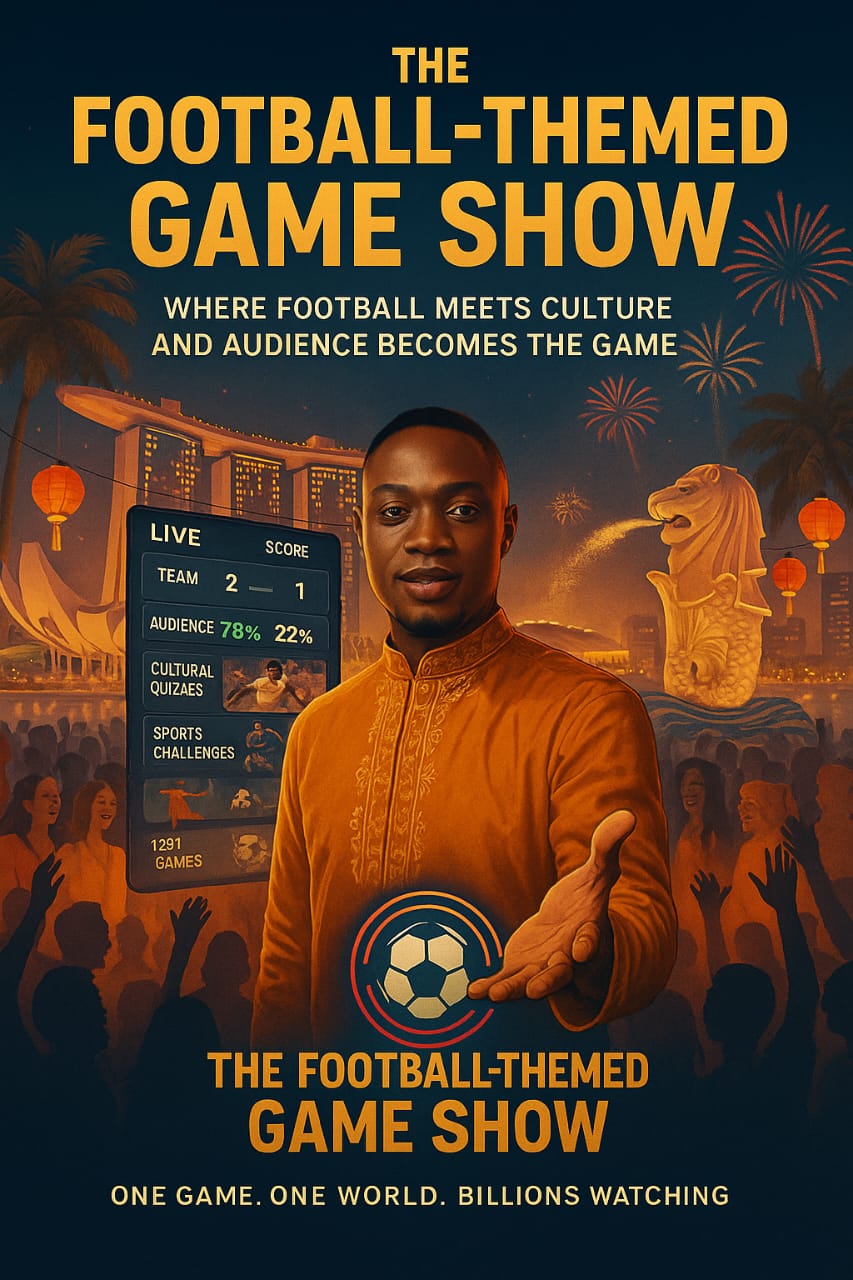 THE
FOOTBALL-THEMED
GAME SHOW
WHERE FOOTBALL MEETS CULTURE
AND AUDIENCE BECOMES THE GAME
LIVE SCORE
TEAM 2 — 1
AUDIENCE 78% 22%
CULTURAL
QUIZAES
SPORTS
CHALLENGES
1291
GAMES
THE FOOTBALL-THEMED
GAME SHOW
ONE GAME. ONE WORLD. BILLIONS WATCHING